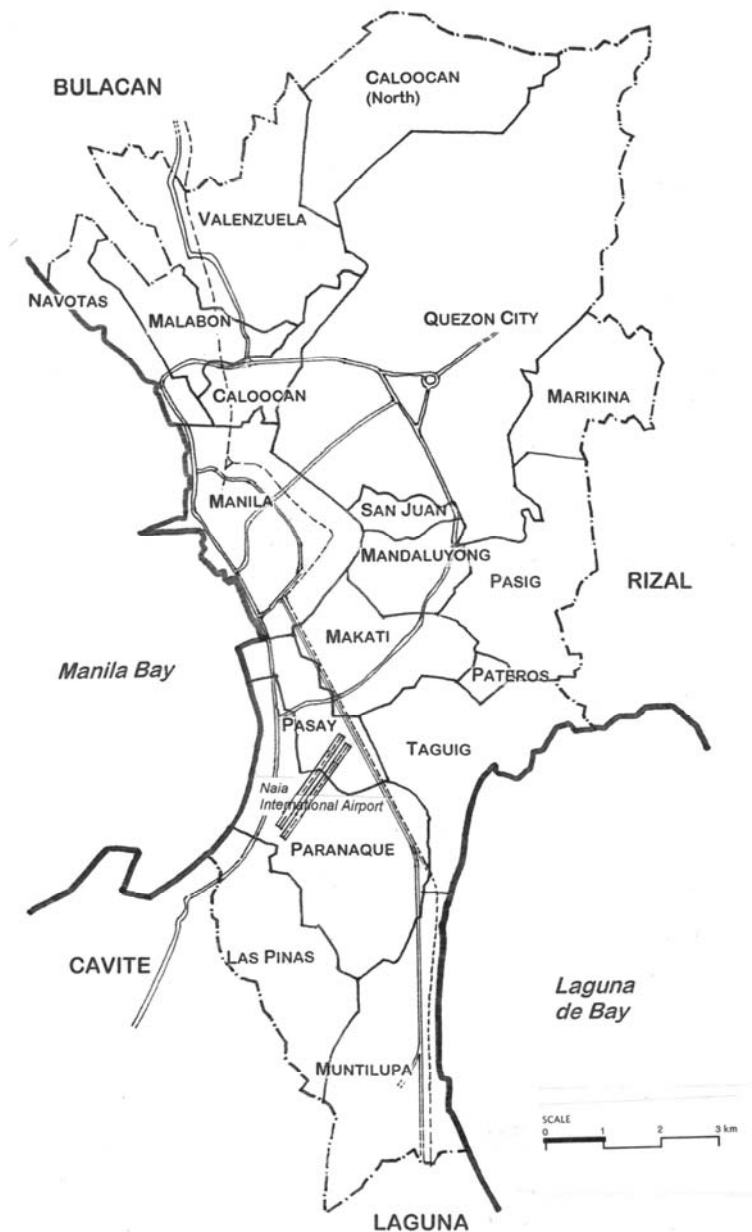 BULACAN
CALOOCAN
(North)
VALENZUELA
NAVOTAS
MALABON
QUEZON CITY
CALOOCAN
MARIKINA
MANILA
SAN JUAN
MANDALUYONG
PASIG
RIZAL
MAKATI
Manila Bay
PATEROS
PASAY
TAGUIG
Naia
International Airport
PARANAQUE
CAVITE
LAS PINAS
Laguna
de Bay
MUNTILUPA
SCALE
0 1 2 3 km
LAGUNA